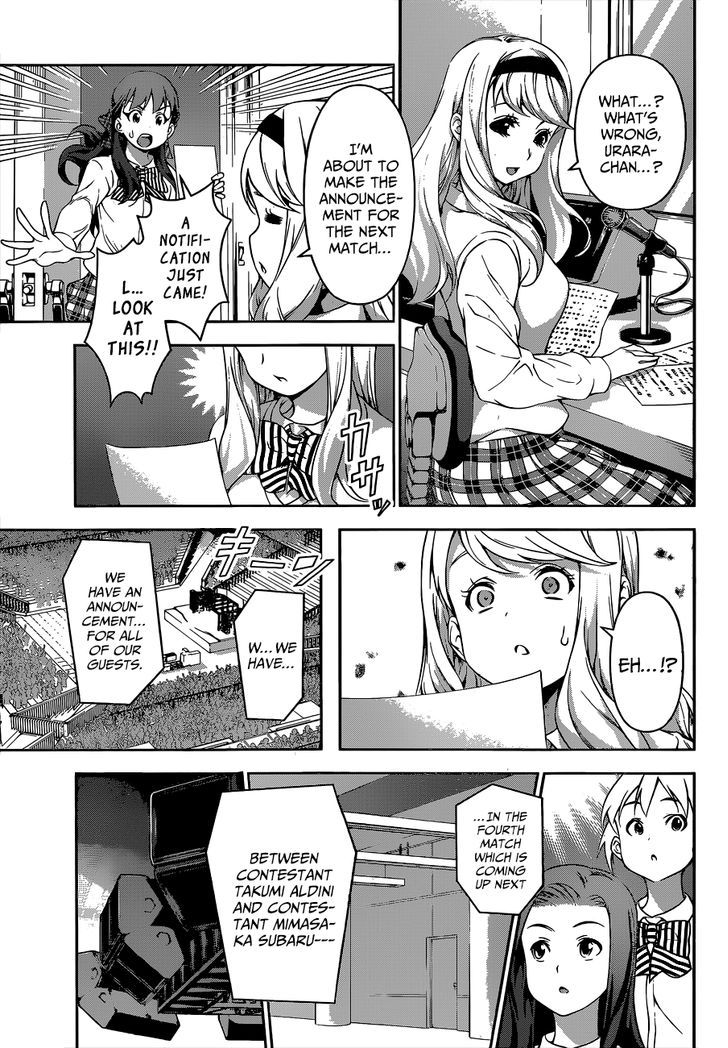 WHAT...?
WHAT'S
WRONG,
URARA-
CHAN...?
I'M
ABOUT TO
MAKE THE
ANNOUNCE-
MENT FOR
THE NEXT
MATCH...
A
NOTIFI-
CATION
JUST
CAME!
L...
LOOK
AT
THIS!!
カサッ
EH...!?
キーン
W...WE
HAVE...
WE
HAVE AN
ANNOUN-
CEMENT...
FOR ALL
OF OUR
GUESTS.
...IN THE
FOURTH
MATCH
WHICH IS
COMING
UP NEXT
BETWEEN
CONTESTANT
TAKUMI ALDINI
AND CONTES-
TANT MIMASA-
KA SUBARU---